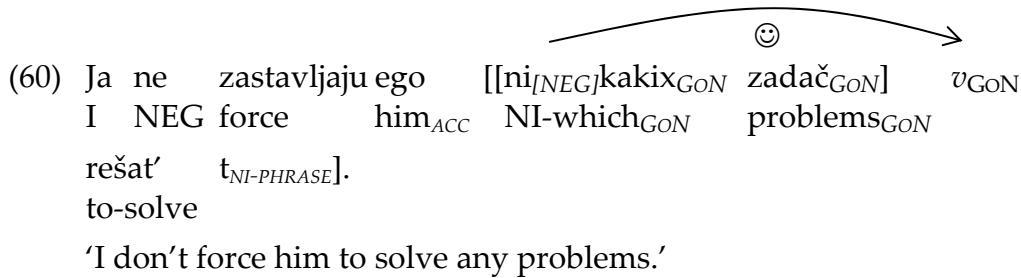 ☺
(60) Ja ne zastavljaju ego [[ni[NEG]kakixGoN zadačGoN] vGoN
I NEG force himACC NI-whichGoN problemsGoN
rešat′ tNI-PHRASE].
to-solve
‘I don’t force him to solve any problems.’